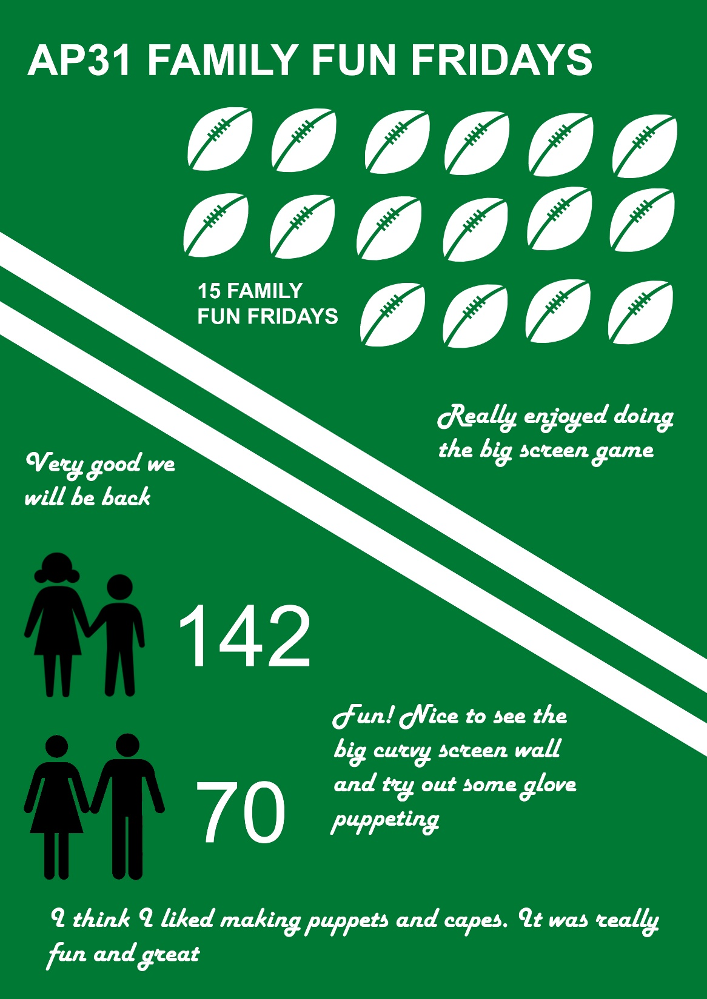 AP31 FAMILY FUN FRIDAYS
15 FAMILY
FUN FRIDAYS
Really enjoyed doing
the big screen game
Very good we
will be back
142
Fun! Nice to see the
big curvy screen wall
and try out some glove
puppeting
70
I think I liked making puppets and capes. It was really
fun and great